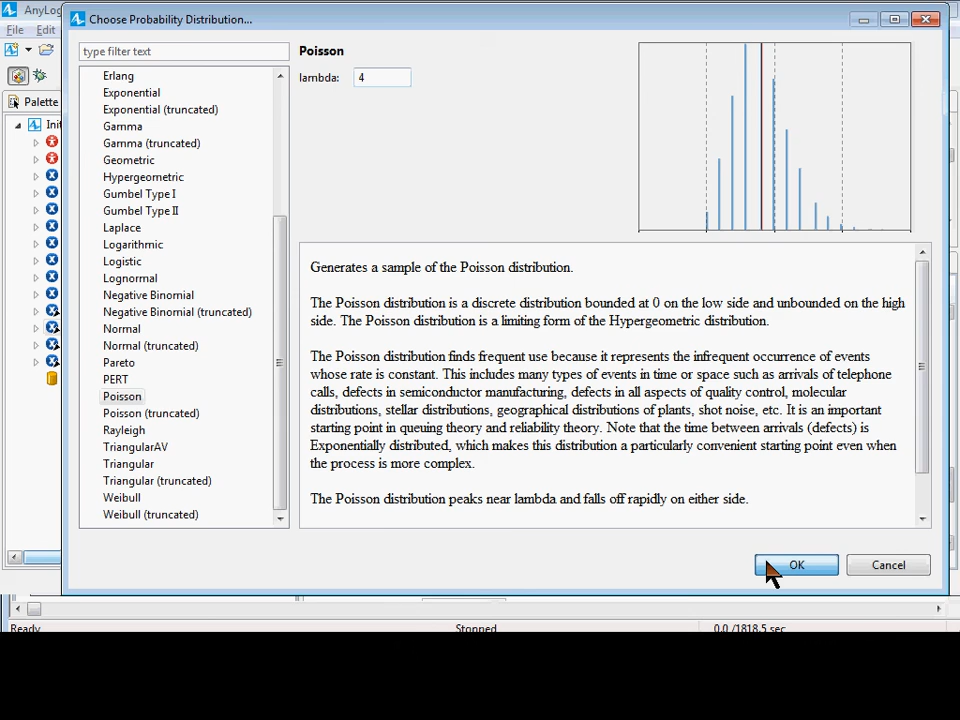 AnyLog
Choose Probability Distribution...
File Edit
type filter text
Poisson
lambda: 4
Palette
Init
Erlang
Exponential
Exponential (truncated)
Gamma
Gamma (truncated)
Geometric
Hypergeometric
Gumbel Type I
Gumbel Type II
Laplace
Logarithmic
Logistic
Lognormal
Negative Binomial
Negative Binomial (truncated)
Normal
Normal (truncated)
Pareto
PERT
Poisson
Poisson (truncated)
Rayleigh
TriangularAV
Triangular
Triangular (truncated)
Weibull
Weibull (truncated)
Generates a sample of the Poisson distribution.
The Poisson distribution is a discrete distribution bounded at 0 on the low side and unbounded on the high
side. The Poisson distribution is a limiting form of the Hypergeometric distribution.
The Poisson distribution finds frequent use because it represents the infrequent occurrence of events
whose rate is constant. This includes many types of events in time or space such as arrivals of telephone
calls, defects in semiconductor manufacturing, defects in all aspects of quality control, molecular
distributions, stellar distributions, geographical distributions of plants, shot noise, etc. It is an important
starting point in queuing theory and reliability theory. Note that the time between arrivals (defects) is
Exponentially distributed, which makes this distribution a particularly convenient starting point even when
the process is more complex.
The Poisson distribution peaks near lambda and falls off rapidly on either side.
OK Cancel
Ready Stopped 0.0 /1818.5 sec